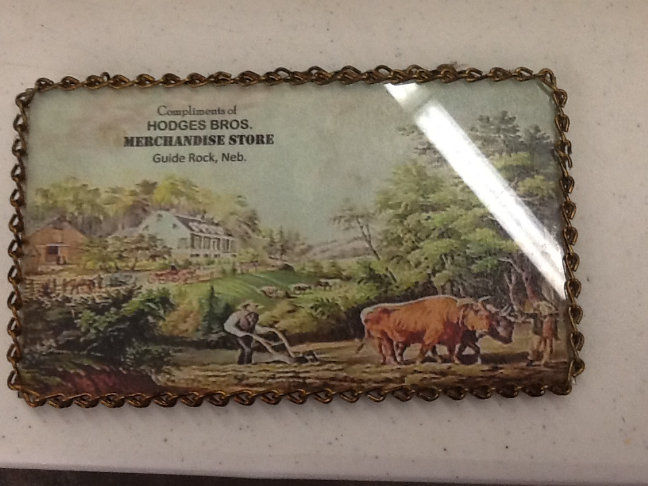 Compliments of
HODGES BROS.
MERCHANDISE STORE
Guide Rock, Neb.